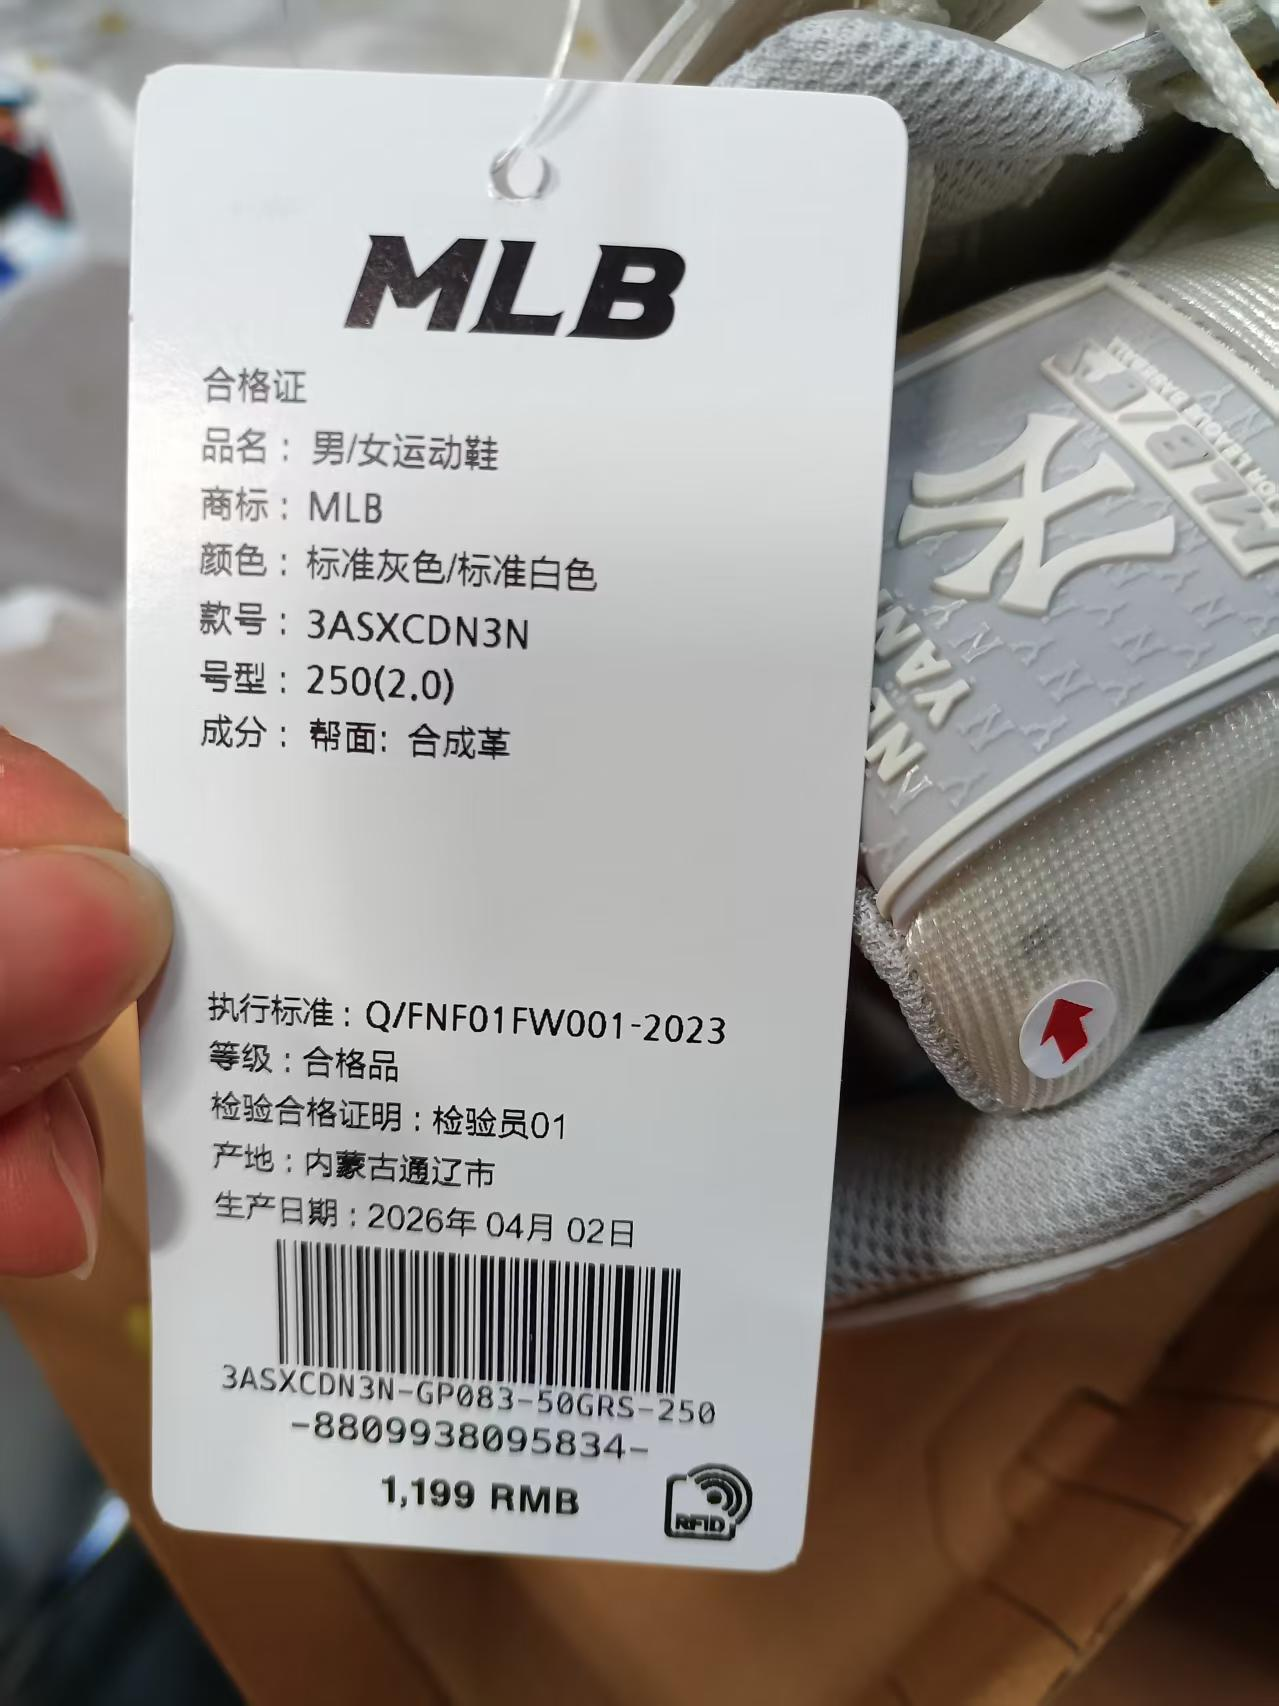 MLB
合格证
品名：男/女运动鞋
商标：MLB
颜色：标准灰色/标准白色
款号：3ASXCDN3N
号型：250(2.0)
成分：帮面: 合成革
执行标准：Q/FNF01FW001-2023
等级：合格品
检验合格证明：检验员01
产地：内蒙古通辽市
生产日期：2026年 04月 02日
3ASXCDN3N-GP083-50GRS-250
-8809938095834-
1,199 RMB
RFID
MLB
NY